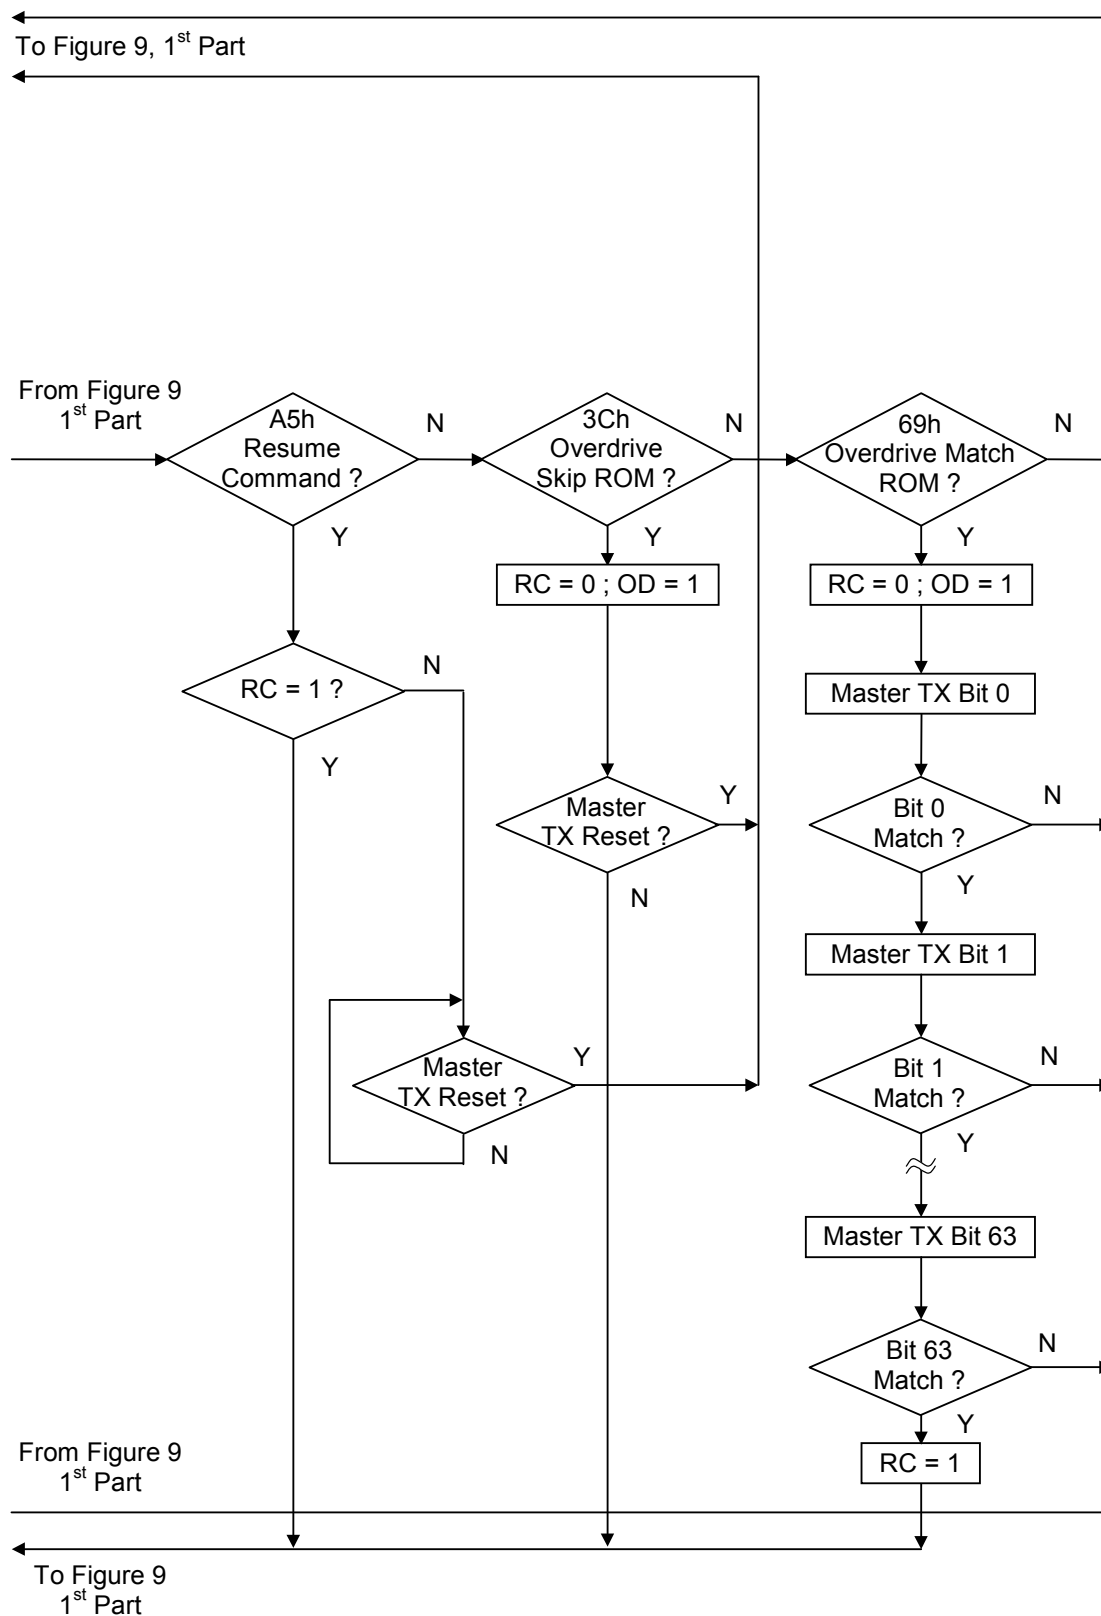 To Figure 9, 1st Part
From Figure 9
1st Part
A5h
Resume
Command ?
N
Y
3Ch
Overdrive
Skip ROM ?
N
Y
69h
Overdrive Match
ROM ?
N
Y
RC = 0 ; OD = 1
RC = 0 ; OD = 1
RC = 1 ?
N
Y
Master TX Bit 0
Master
TX Reset ?
Y
N
Bit 0
Match ?
N
Y
Master TX Bit 1
Master
TX Reset ?
Y
N
Bit 1
Match ?
N
Y
Master TX Bit 63
Bit 63
Match ?
N
Y
RC = 1
From Figure 9
1st Part
To Figure 9
1st Part